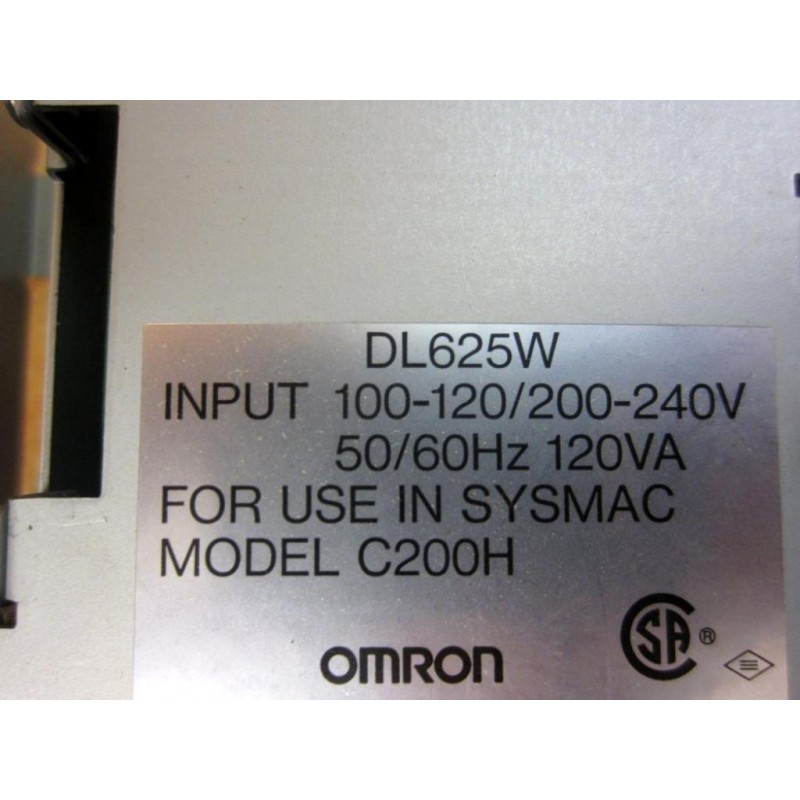 DL625W
INPUT 100-120/200-240V
50/60Hz 120VA
FOR USE IN SYSMAC
MODEL C200H
OMRON
SA ®